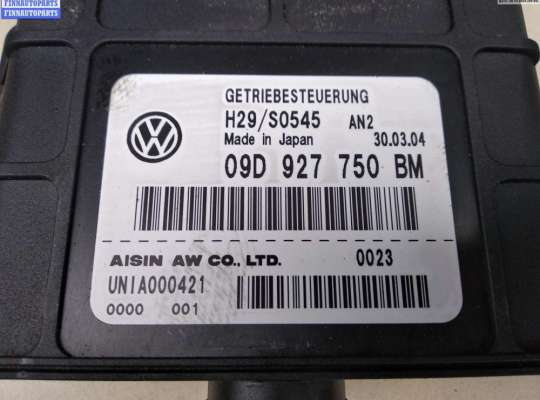 FINNAUTOPARTS
FINNAUTOPARTS
GETRIEBESTEUERUNG
H29/S0545 AN2
Made in Japan 30.03.04
09D 927 750 BM
AISIN AW CO., LTD. 0023
UNIA000421
0000 001